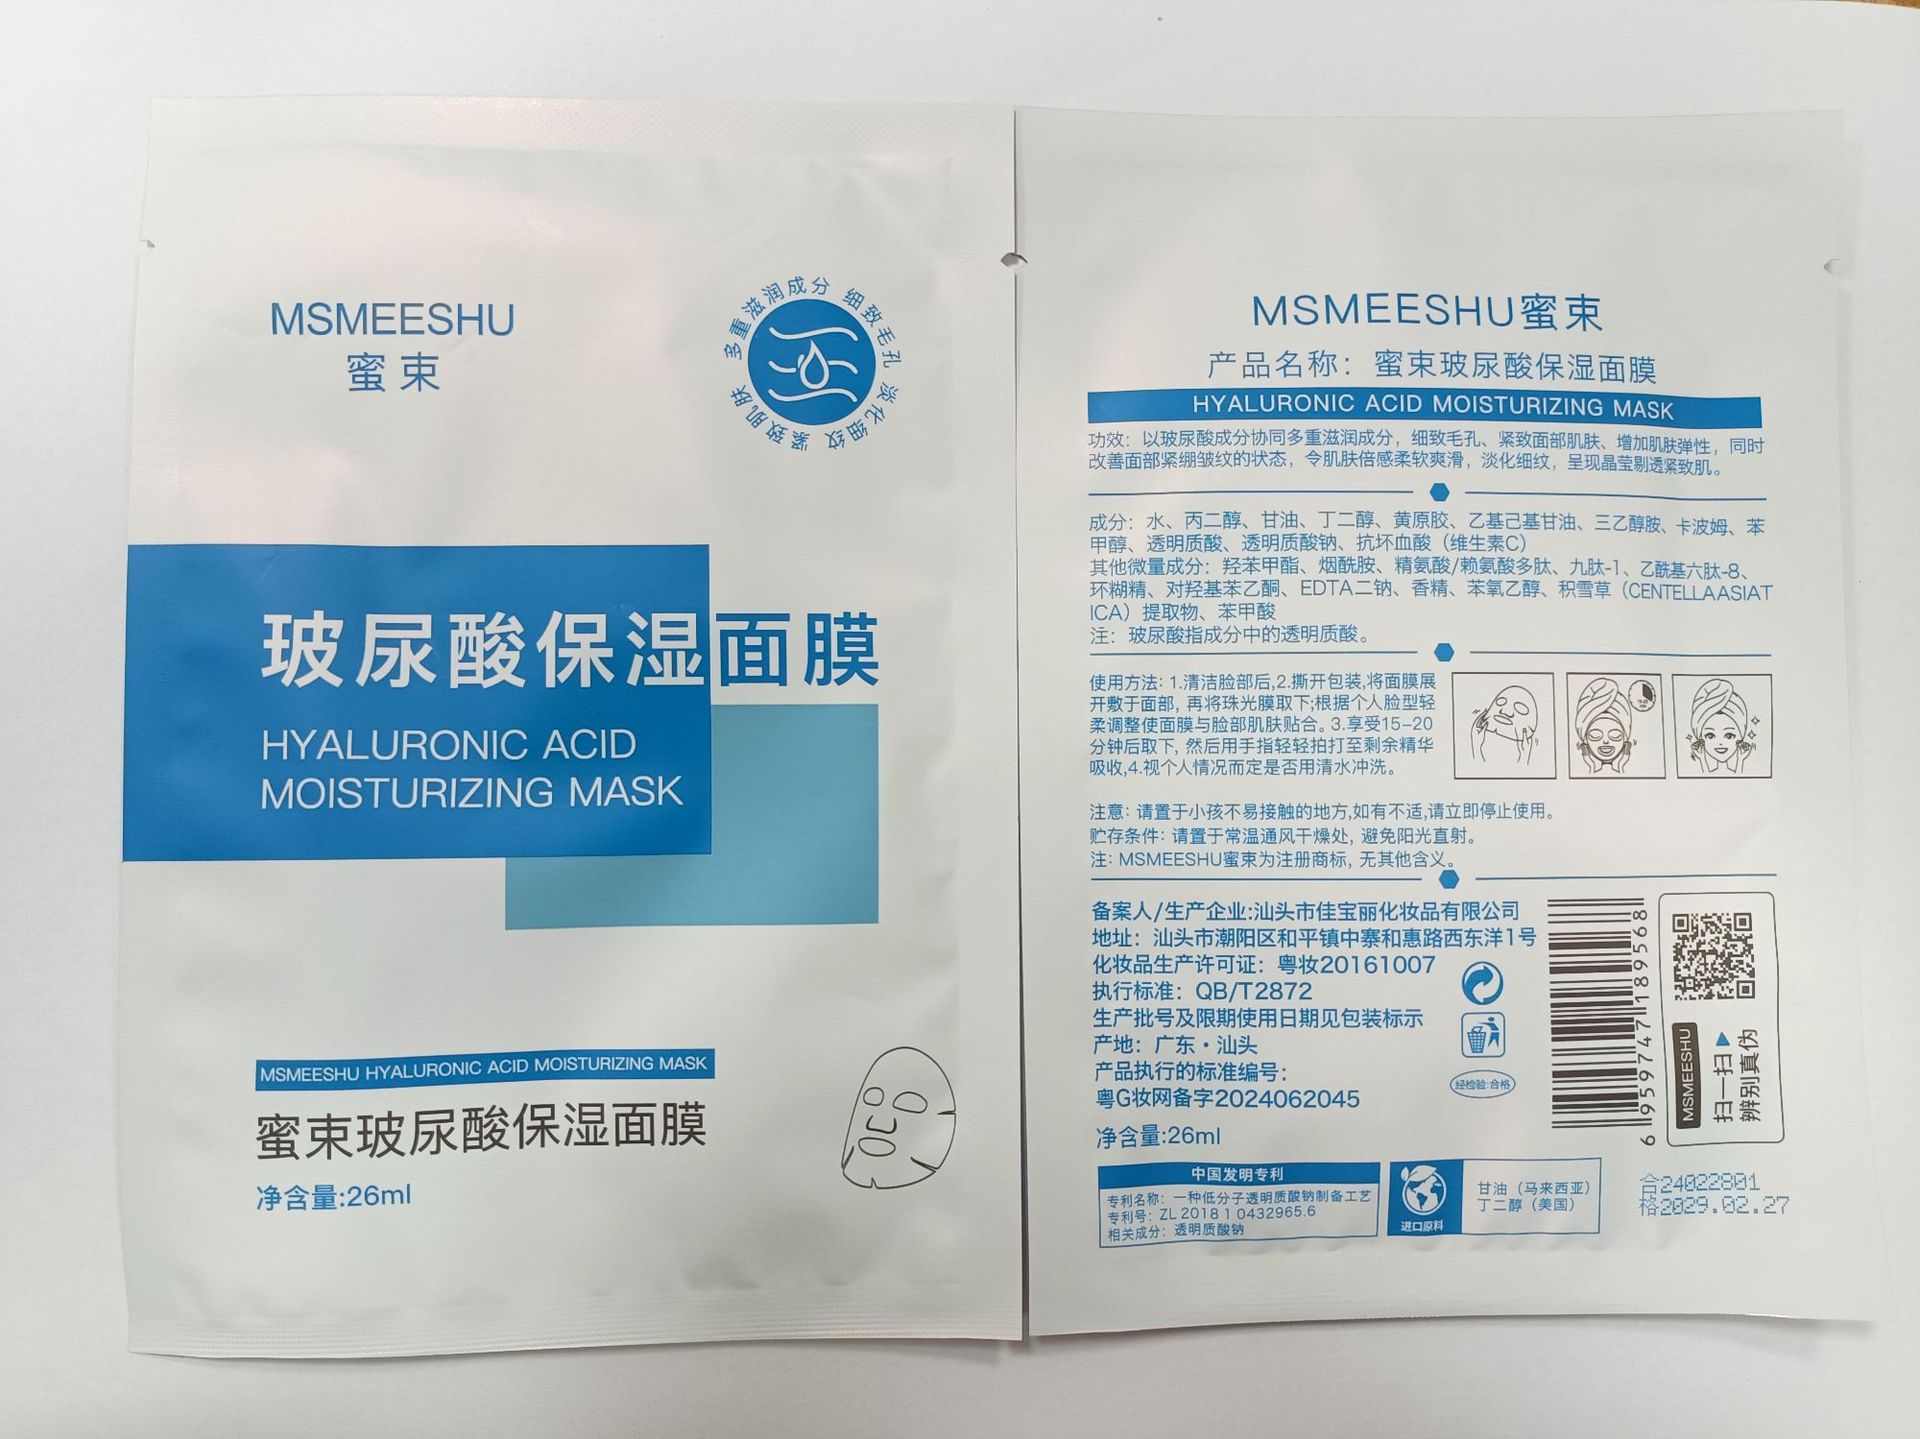 MSMEESHU
蜜束
多重滋润成分 细致毛孔 淡化细纹 紧致肌肤
玻尿酸保湿面膜
HYALURONIC ACID
MOISTURIZING MASK
MSMEESHU HYALURONIC ACID MOISTURIZING MASK
蜜束玻尿酸保湿面膜
净含量:26ml
MSMEESHU蜜束
产品名称：蜜束玻尿酸保湿面膜
HYALURONIC ACID MOISTURIZING MASK
功效：以玻尿酸成分协同多重滋润成分，细致毛孔、紧致面部肌肤、增加肌肤弹性，同时
改善面部紧绷皱纹的状态，令肌肤倍感柔软爽滑，淡化细纹，呈现晶莹剔透紧致肌。
成分：水、丙二醇、甘油、丁二醇、黄原胶、乙基己基甘油、三乙醇胺、卡波姆、苯
甲醇、透明质酸、透明质酸钠、抗坏血酸（维生素C）
其他微量成分：羟苯甲酯、烟酰胺、精氨酸/赖氨酸多肽、九肽-1、乙酰基六肽-8、
环糊精、对羟基苯乙酮、EDTA二钠、香精、苯氧乙醇、积雪草（CENTELLAASIAT
ICA）提取物、苯甲酸
注：玻尿酸指成分中的透明质酸。
使用方法：1.清洁脸部后,2.撕开包装,将面膜展
开敷于面部，再将珠光膜取下;根据个人脸型轻
柔调整使面膜与脸部肌肤贴合。3.享受15-20
分钟后取下，然后用手指轻轻拍打至剩余精华
吸收,4.视个人情况而定是否用清水冲洗。
注意：请置于小孩不易接触的地方,如有不适,请立即停止使用。
贮存条件：请置于常温通风干燥处，避免阳光直射。
注：MSMEESHU蜜束为注册商标，无其他含义。
备案人/生产企业:汕头市佳宝丽化妆品有限公司
地址：汕头市潮阳区和平镇中寨和惠路西东洋1号
化妆品生产许可证：粤妆20161007
执行标准：QB/T2872
生产批号及限期使用日期见包装标示
产地：广东·汕头
产品执行的标准编号：
粤G妆网备字2024062045
净含量:26ml
经检验:合格
6959747189568
MSMEESHU
扫一扫
辨别真伪
中国发明专利
专利名称：一种低分子透明质酸钠制备工艺
专利号：ZL 2018 1 0432965.6
相关成分：透明质酸钠
进口原料
甘油（马来西亚）
丁二醇（美国）
合24022801
格2029.02.27